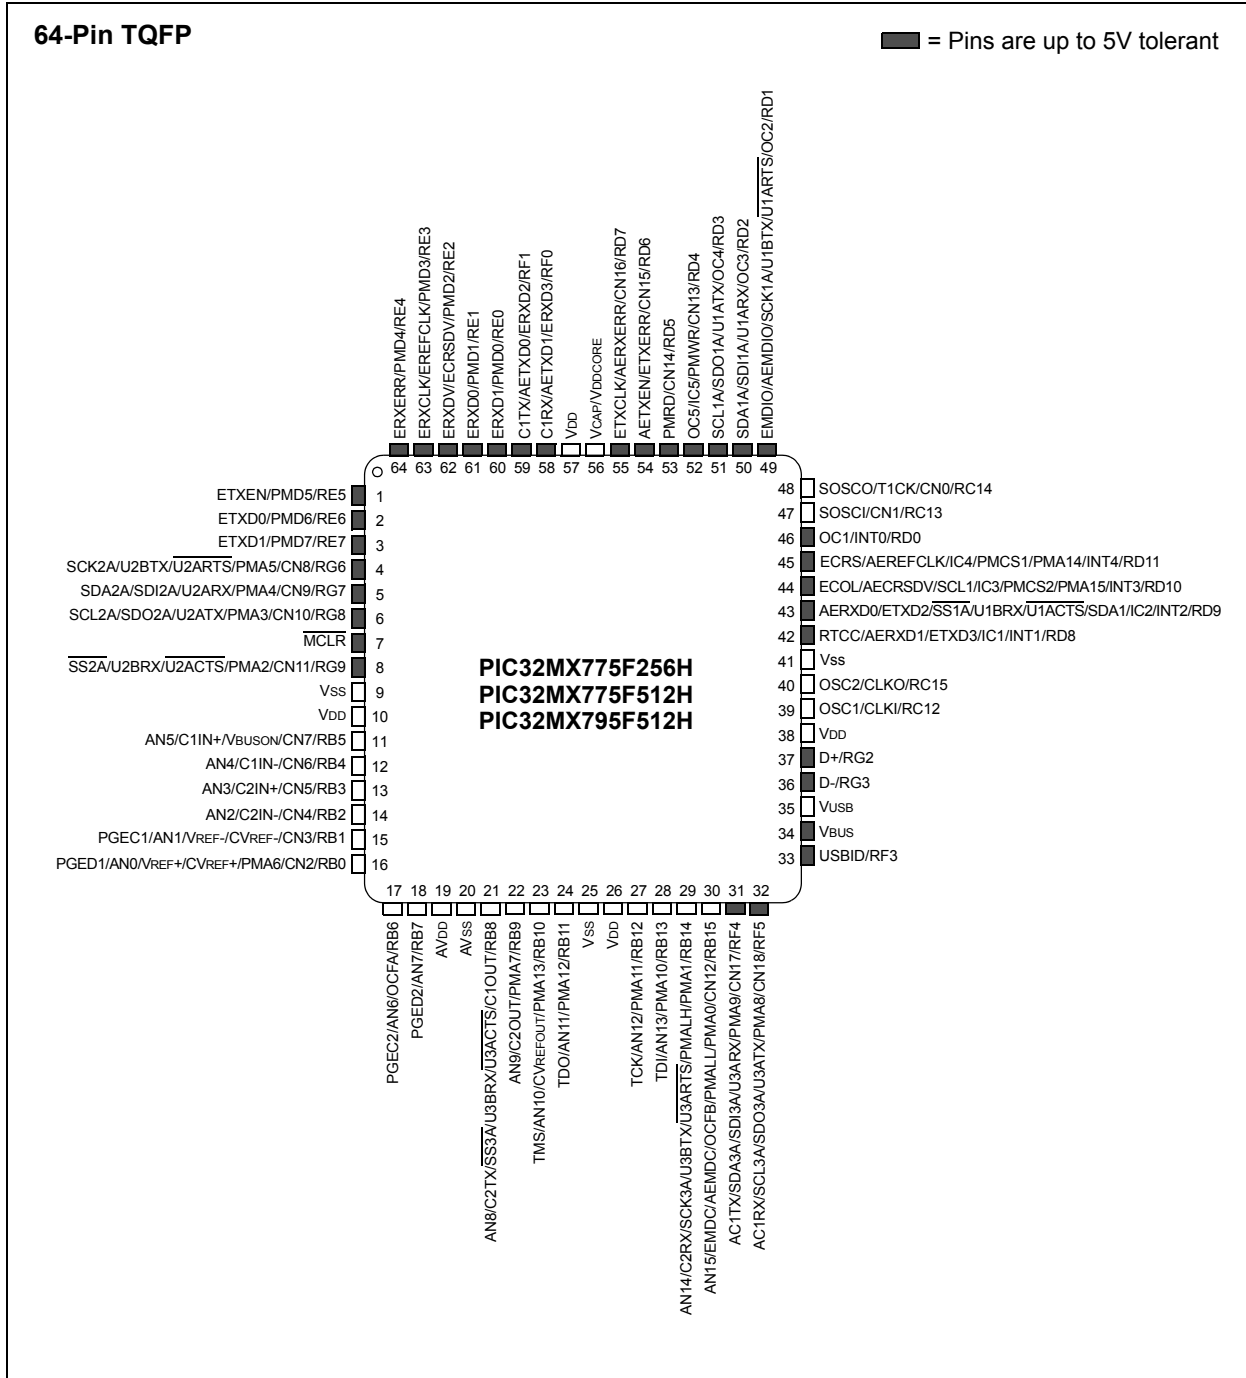 64-Pin TQFP
= Pins are up to 5V tolerant
ERXERR/PMD4/RE4
ERXCLK/EREFCLK/PMD3/RE3
ERXDV/ECRSDV/PMD2/RE2
ERXD0/PMD1/RE1
ERXD1/PMD0/RE0
C1TX/AETXD0/ERXD2/RF1
C1RX/AETXD1/ERXD3/RF0
VDD
VCAP/VDDCORE
ETXCLK/AERXERR/CN16/RD7
AETXEN/ETXERR/CN15/RD6
PMRD/CN14/RD5
OC5/IC5/PMWR/CN13/RD4
SCL1A/SDO1A/U1ATX/OC4/RD3
SDA1A/SDI1A/U1ARX/OC3/RD2
EMDIO/AEMDIO/SCK1A/U1BTX/U1ARTS/OC2/RD1
64 63 62 61 60 59 58 57 56 55 54 53 52 51 50 49
ETXEN/PMD5/RE5 1
ETXD0/PMD6/RE6 2
ETXD1/PMD7/RE7 3
SCK2A/U2BTX/U2ARTS/PMA5/CN8/RG6 4
SDA2A/SDI2A/U2ARX/PMA4/CN9/RG7 5
SCL2A/SDO2A/U2ATX/PMA3/CN10/RG8 6
MCLR 7
SS2A/U2BRX/U2ACTS/PMA2/CN11/RG9 8
VSS 9
VDD 10
AN5/C1IN+/VBUSON/CN7/RB5 11
AN4/C1IN-/CN6/RB4 12
AN3/C2IN+/CN5/RB3 13
AN2/C2IN-/CN4/RB2 14
PGEC1/AN1/VREF-/CVREF-/CN3/RB1 15
PGED1/AN0/VREF+/CVREF+/PMA6/CN2/RB0 16
PIC32MX775F256H
PIC32MX775F512H
PIC32MX795F512H
48 SOSCO/T1CK/CN0/RC14
47 SOSCI/CN1/RC13
46 OC1/INT0/RD0
45 ECRS/AEREFCLK/IC4/PMCS1/PMA14/INT4/RD11
44 ECOL/AECRSDV/SCL1/IC3/PMCS2/PMA15/INT3/RD10
43 AERXD0/ETXD2/SS1A/U1BRX/U1ACTS/SDA1/IC2/INT2/RD9
42 RTCC/AERXD1/ETXD3/IC1/INT1/RD8
41 Vss
40 OSC2/CLKO/RC15
39 OSC1/CLKI/RC12
38 VDD
37 D+/RG2
36 D-/RG3
35 VUSB
34 VBUS
33 USBID/RF3
17 18 19 20 21 22 23 24 25 26 27 28 29 30 31 32
PGEC2/AN6/OCFA/RB6
PGED2/AN7/RB7
AVDD
AVSS
AN8/C2TX/SS3A/U3BRX/U3ACTS/C1OUT/RB8
AN9/C2OUT/PMA7/RB9
TMS/AN10/CVREFOUT/PMA13/RB10
TDO/AN11/PMA12/RB11
VSS
VDD
TCK/AN12/PMA11/RB12
TDI/AN13/PMA10/RB13
AN14/C2RX/SCK3A/U3BTX/U3ARTS/PMALH/PMA1/RB14
AN15/EMDC/AEMDC/OCFB/PMALL/PMA0/CN12/RB15
AC1TX/SDA3A/SDI3A/U3ARX/PMA9/CN17/RF4
AC1RX/SCL3A/SDO3A/U3ATX/PMA8/CN18/RF5